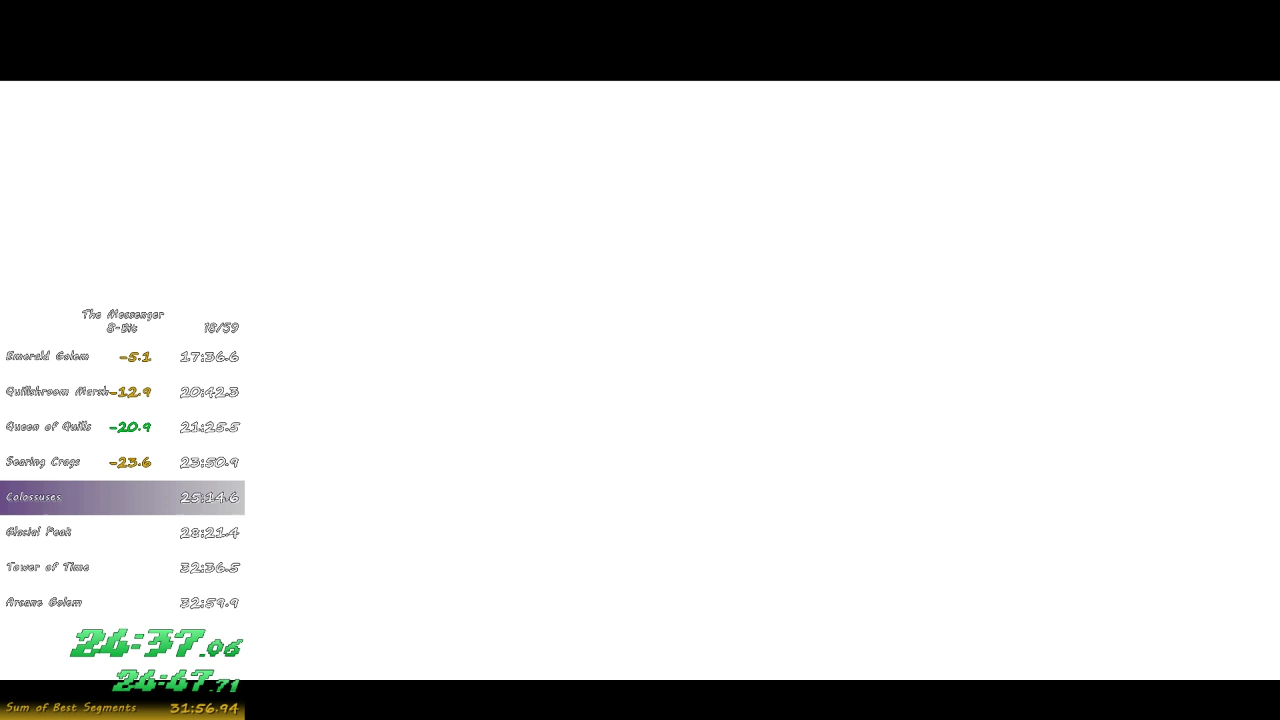 The Messenger
8-Bit 18/59
Emerald Golem -5.1 17:36.6
Quillshroom Marsh -12.9 20:42.3
Queen of Quills -20.9 21:25.5
Searing Crags -23.6 23:50.9
Colossuses 25:14.6
Glacial Peak 28:21.4
Tower of Time 32:36.5
Arcane Golem 32:59.9
24:37.06
24:47.71
Sum of Best Segments 31:56.94